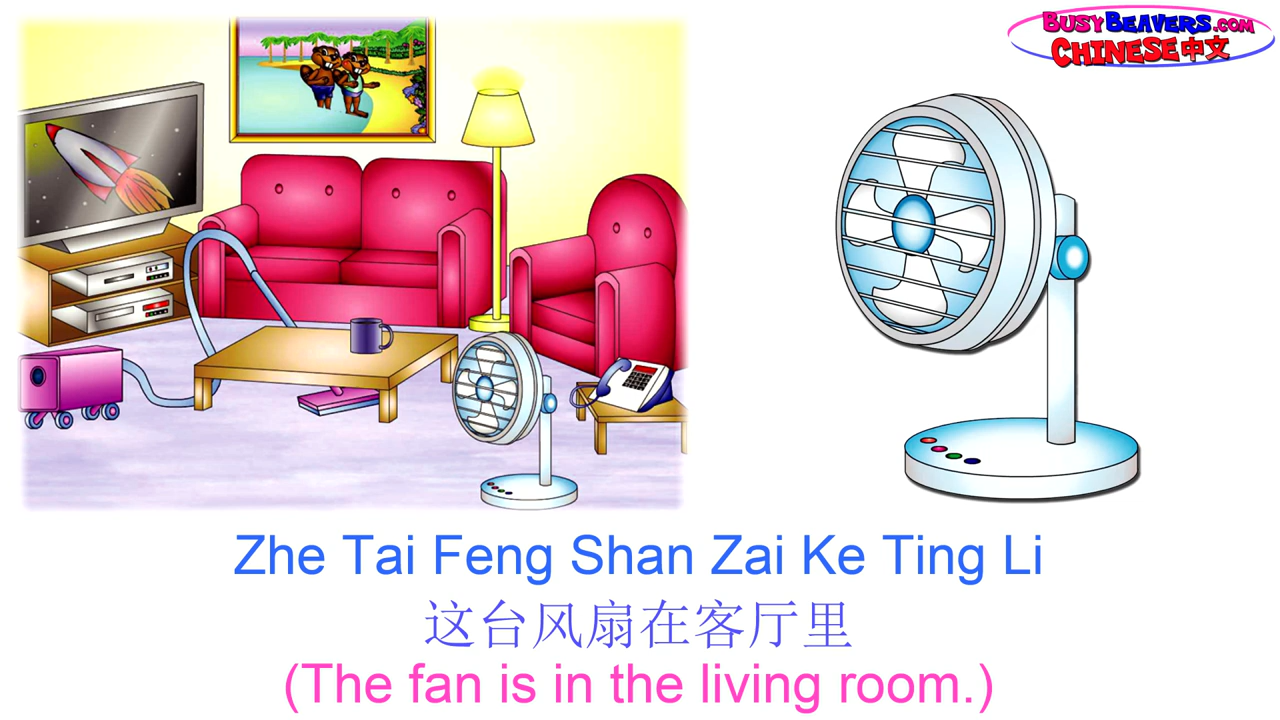 BUSYBEAVERS.COM
CHINESE中文
Zhe Tai Feng Shan Zai Ke Ting Li
这台风扇在客厅里
(The fan is in the living room.)